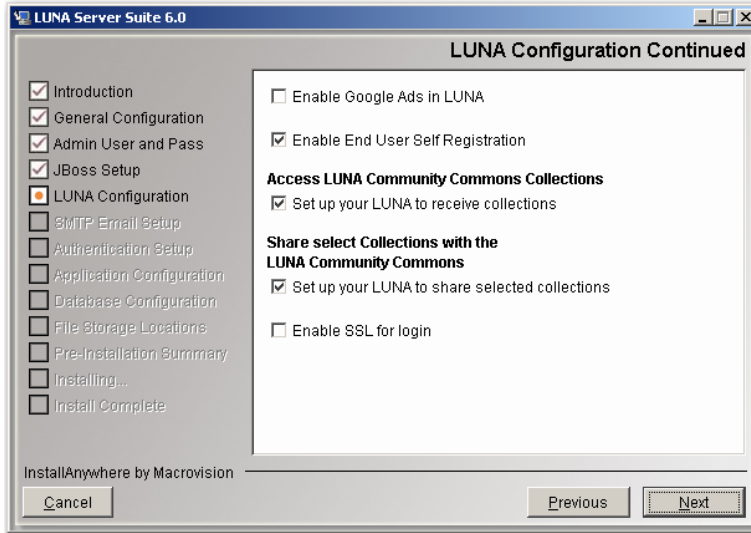 LUNA Server Suite 6.0
LUNA Configuration Continued
Introduction
General Configuration
Admin User and Pass
JBoss Setup
LUNA Configuration
SMTP Email Setup
Authentication Setup
Application Configuration
Database Configuration
File Storage Locations
Pre-Installation Summary
Installing...
Install Complete
Enable Google Ads in LUNA
Enable End User Self Registration
Access LUNA Community Commons Collections
Set up your LUNA to receive collections
Share select Collections with the
LUNA Community Commons
Set up your LUNA to share selected collections
Enable SSL for login
InstallAnywhere by Macrovision
Cancel
Previous
Next